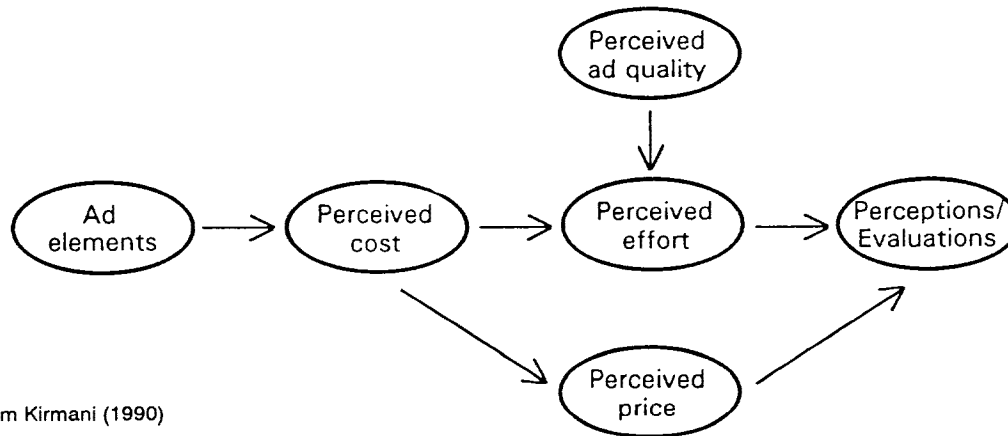 Perceived
ad quality
Ad
elements
Perceived
cost
Perceived
effort
Perceptions/
Evaluations
Perceived
price
m Kirmani (1990)